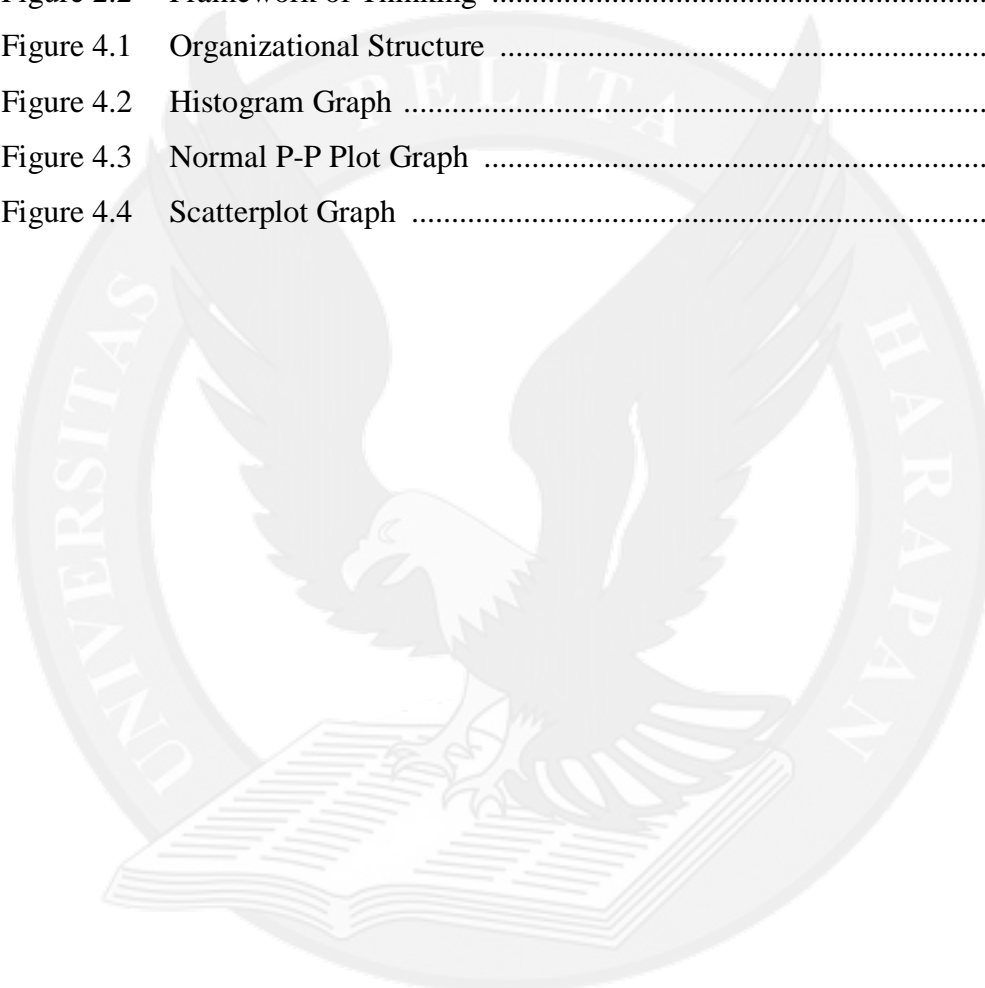 Figure 2.2 Framework of Thinking ........................................................................
Figure 4.1 Organizational Structure .......................................................................
Figure 4.2 Histogram Graph ...................................................................................
Figure 4.3 Normal P-P Plot Graph .........................................................................
Figure 4.4 Scatterplot Graph ..................................................................................
UNIVERSITAS PELITA HARAPAN